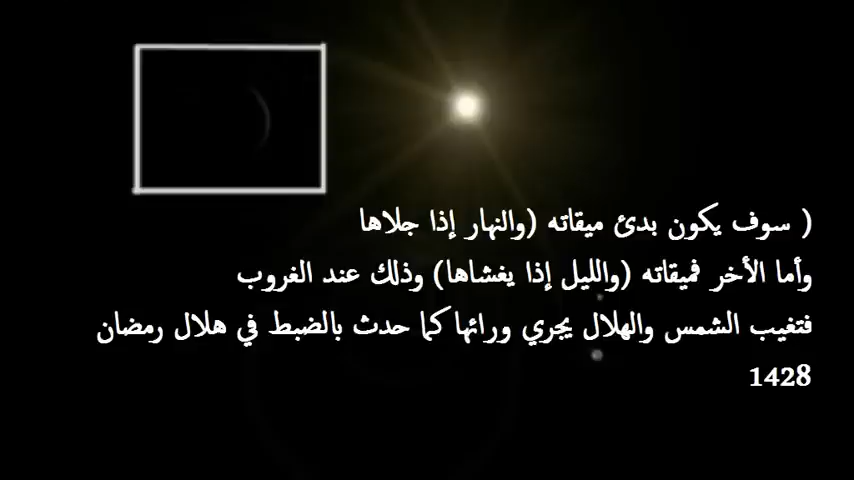 ( سوف يكون بدئ ميقاته (والنهار إذا جلاها
وأما الأخر فميقاته (والليل إذا يغشاها) وذلك عند الغروب
فتغيب الشمس والهلال يجري ورائها كما حدث بالضبط في هلال رمضان
1428